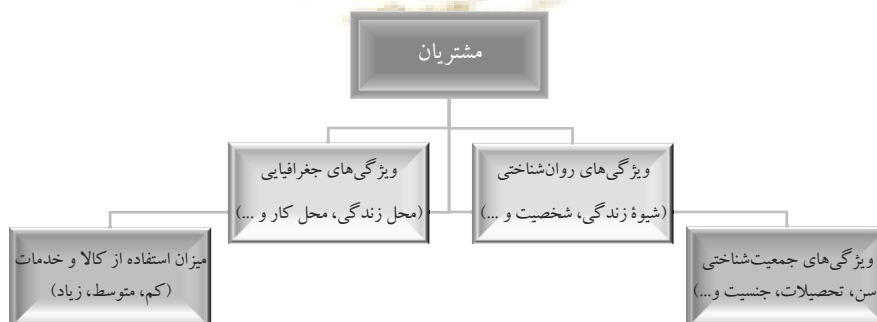 مشتریان
ویژگی‌های روان‌شناختی
(شیوهٔ زندگی، شخصیت و ...)
ویژگی‌های جغرافیایی
(محل زندگی، محل کار و ...)
ویژگی‌های جمعیت‌شناختی
سن، تحصیلات، جنسیت و...)
میزان استفاده از کالا و خدمات
(کم، متوسط، زیاد)